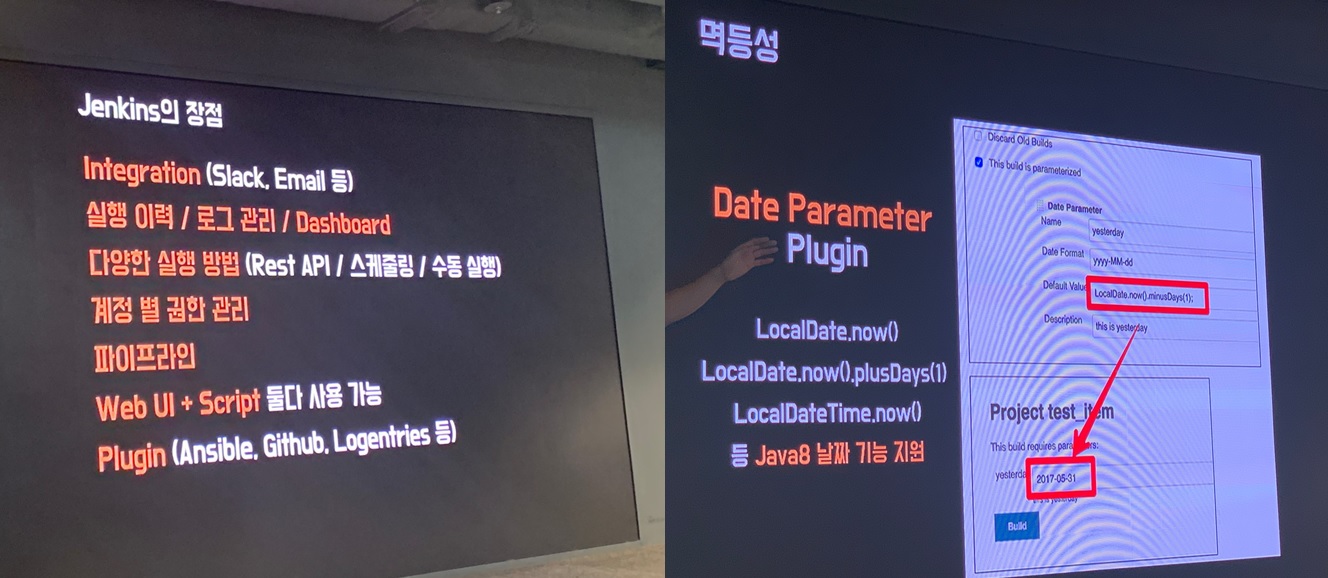 Jenkins의 장점
Integration (Slack, Email 등)
실행 이력 / 로그 관리 / Dashboard
다양한 실행 방법 (Rest API / 스케줄링 / 수동 실행)
계정 별 권한 관리
파이프라인
Web UI + Script 둘다 사용 가능
Plugin (Ansible, Github, Logentries 등)
멱등성
Date Parameter
Plugin
LocalDate.now()
LocalDate.now().plusDays(1)
LocalDateTime.now()
등 Java8 날짜 기능 지원
Discard Old Builds
This build is parameterized
Date Parameter
Name
yesterday
Date Format
yyyy-MM-dd
Default Value
LocalDate.now().minusDays(1);
Description
this is yesterday
Project test_item
This build requires parameters:
yesterda
2017-05-31
this is yesterday
Build